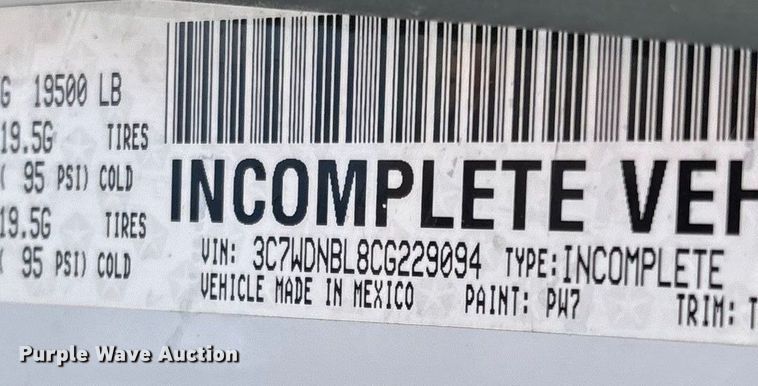 G 19500 LB
19.5G TIRES
( 95 PSI) COLD
19.5G TIRES
( 95 PSI) COLD
INCOMPLETE VEH
VIN: 3C7WDNBL8CG229094 TYPE: INCOMPLETE
VEHICLE MADE IN MEXICO PAINT: PW7 TRIM: T
Purple Wave Auction